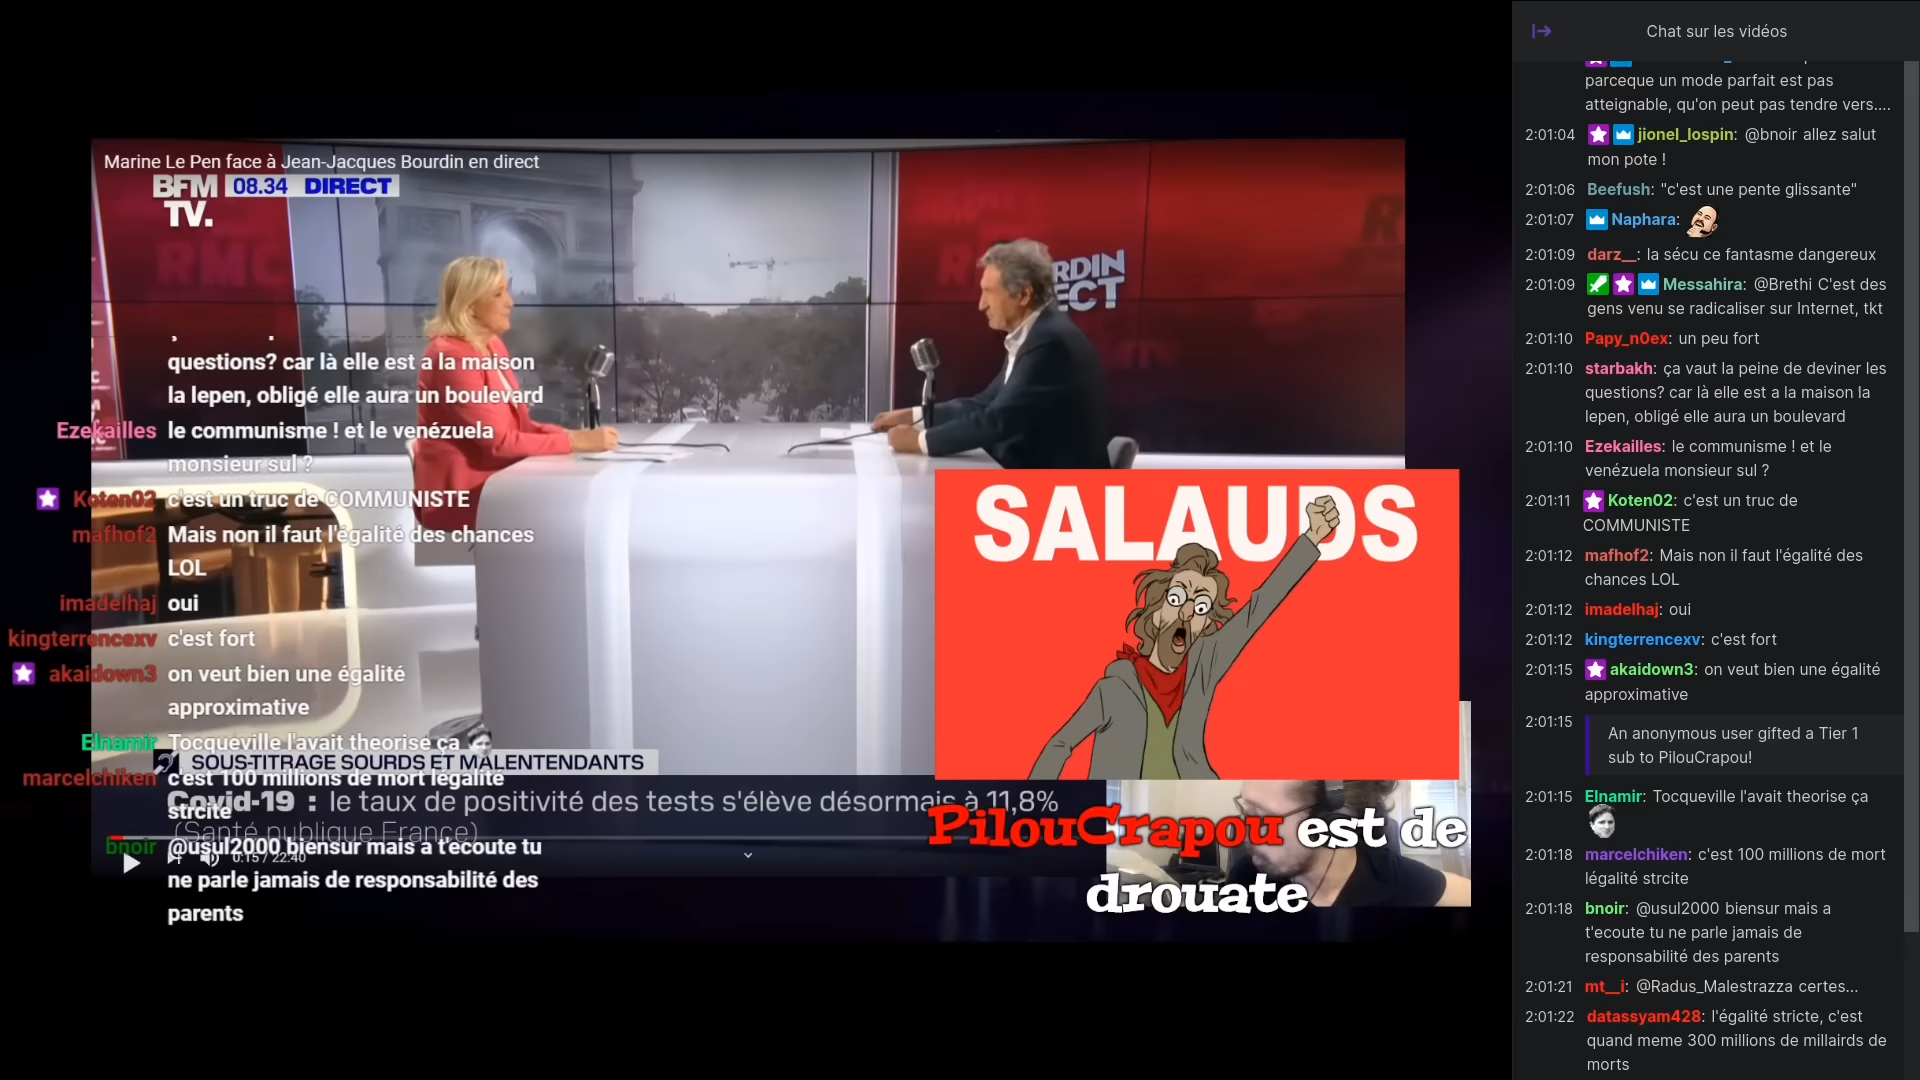 Marine Le Pen face à Jean-Jacques Bourdin en direct
BFM
TV.
08.34 DIRECT
RMC
RDIN
ECT
questions? car là elle est a la maison
la lepen, obligé elle aura un boulevard
Ezekailles le communisme ! et le venézuela
monsieur sul ?
Koten02 c'est un truc de COMMUNISTE
mafhof2 Mais non il faut l'égalité des chances
LOL
imadelhaj oui
kingterrencexv c'est fort
akaidown3 on veut bien une égalité
approximative
Elnamir Tocqueville l'avait theorise ça
SOUS-TITRAGE SOURDS ET MALENTENDANTS
marcelchiken c'est 100 millions de mort légalité
strcite
Covid-19 : le taux de positivité des tests s'élève désormais à 11,8%
(Santé publique France)
bnoir @usul2000 biensur mais a t'ecoute tu
ne parle jamais de responsabilité des
parents
0:15 / 22:40
SALAUDS
PilouCrapou est de
drouate
Chat sur les vidéos
parceque un mode parfait est pas
atteignable, qu'on peut pas tendre vers....
2:01:04 jionel_lospin: @bnoir allez salut
mon pote !
2:01:06 Beefush: "c'est une pente glissante"
2:01:07 Naphara:
2:01:09 darz__: la sécu ce fantasme dangereux
2:01:09 Messahira: @Brethi C'est des
gens venu se radicaliser sur Internet, tkt
2:01:10 Papy_n0ex: un peu fort
2:01:10 starbakh: ça vaut la peine de deviner les
questions? car là elle est a la maison la
lepen, obligé elle aura un boulevard
2:01:10 Ezekailles: le communisme ! et le
venézuela monsieur sul ?
2:01:11 Koten02: c'est un truc de
COMMUNISTE
2:01:12 mafhof2: Mais non il faut l'égalité des
chances LOL
2:01:12 imadelhaj: oui
2:01:12 kingterrencexv: c'est fort
2:01:15 akaidown3: on veut bien une égalité
approximative
2:01:15 An anonymous user gifted a Tier 1
sub to PilouCrapou!
2:01:15 Elnamir: Tocqueville l'avait theorise ça
2:01:18 marcelchiken: c'est 100 millions de mort
légalité strcite
2:01:18 bnoir: @usul2000 biensur mais a
t'ecoute tu ne parle jamais de
responsabilité des parents
2:01:21 mt__i: @Radus_Malestrazza certes...
2:01:22 datassyam428: l'égalité stricte, c'est
quand meme 300 millions de millairds de
morts